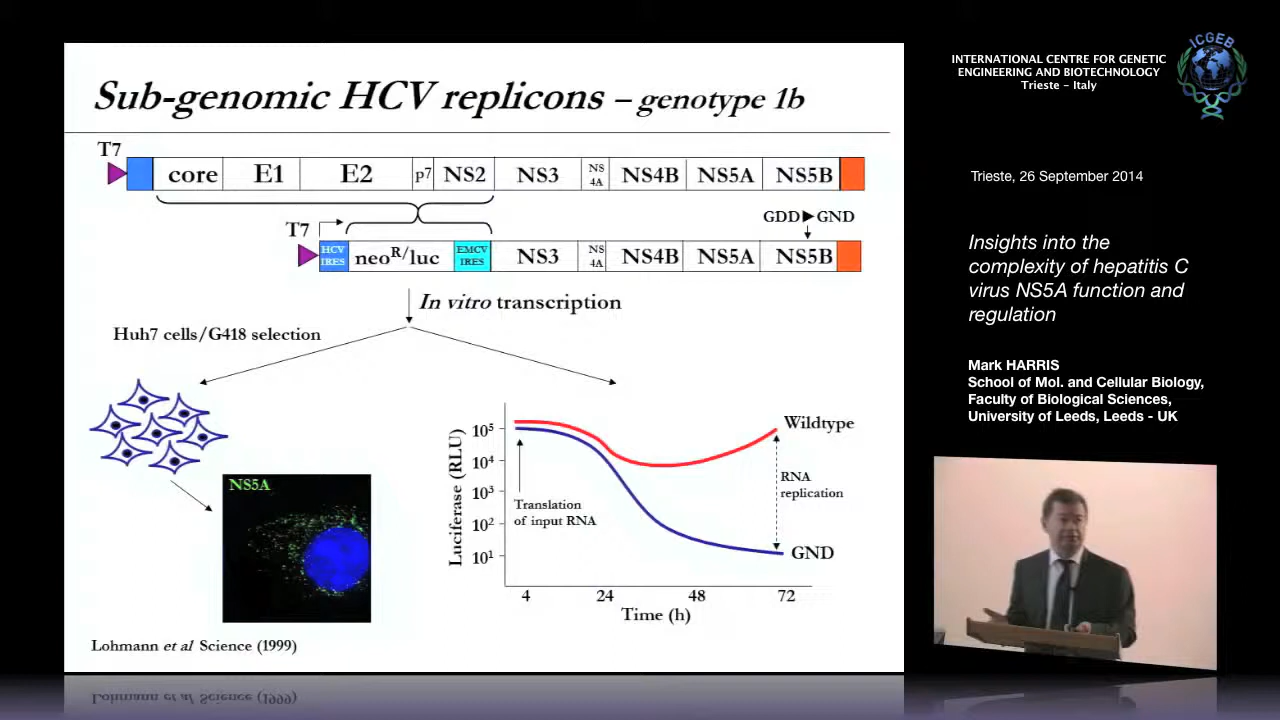 Sub-genomic HCV replicons – genotype 1b
T7
core E1 E2 p7 NS2 NS3 NS 4A NS4B NS5A NS5B
GDD▶GND
T7
HCV IRES neoR/luc EMCV IRES NS3 NS 4A NS4B NS5A NS5B
In vitro transcription
Huh7 cells/G418 selection
NS5A
Luciferase (RLU)
10⁵
10⁴
10³
10²
10¹
Translation
of input RNA
Wildtype
RNA
replication
GND
4 24 48 72
Time (h)
Lohmann et al Science (1999)
INTERNATIONAL CENTRE FOR GENETIC
ENGINEERING AND BIOTECHNOLOGY
Trieste - Italy
ICGEB
Trieste, 26 September 2014
Insights into the
complexity of hepatitis C
virus NS5A function and
regulation
Mark HARRIS
School of Mol. and Cellular Biology,
Faculty of Biological Sciences,
University of Leeds, Leeds - UK